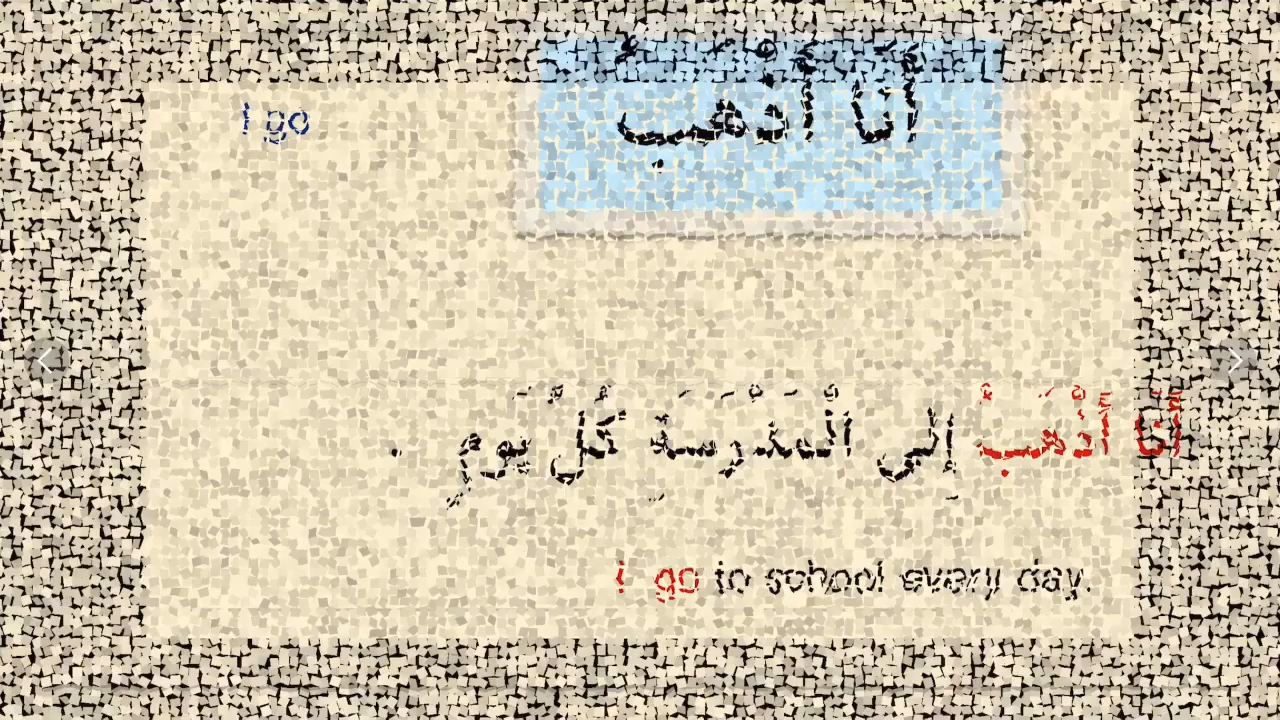 I go
أَنَا أَذْهَبُ
أَنَا أَذْهَبُ إِلَى الْمَدْرَسَةِ كُلَّ يَوْمٍ .
I go to school every day.